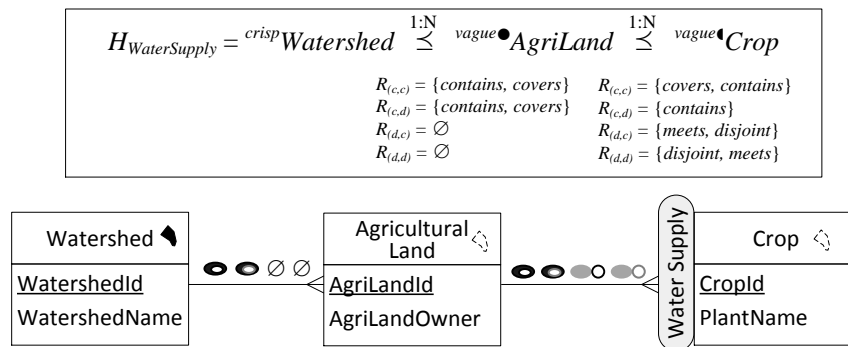 H_WaterSupply = crisp Watershed ⪯ 1:N vague● AgriLand ⪯ 1:N vague◖ Crop
R(c,c) = {contains, covers} R(c,c) = {covers, contains}
R(c,d) = {contains, covers} R(c,d) = {contains}
R(d,c) = ∅ R(d,c) = {meets, disjoint}
R(d,d) = ∅ R(d,d) = {disjoint, meets}
Watershed
WatershedId
WatershedName
∅ ∅
Agricultural
Land
AgriLandId
AgriLandOwner
Water Supply
Crop
CropId
PlantName